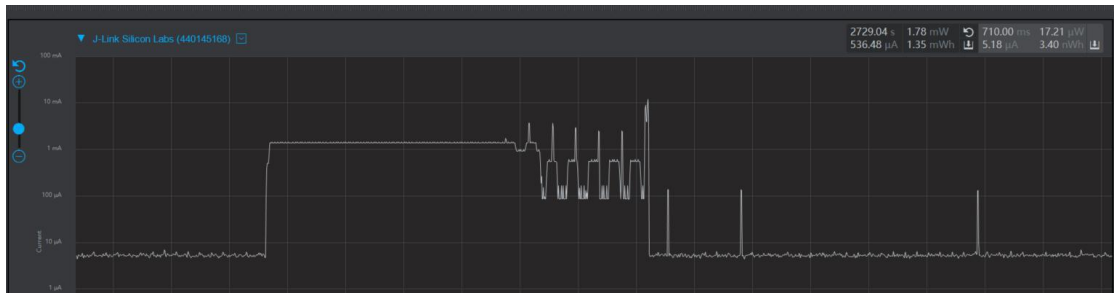 J-Link Silicon Labs (440145168)
2729.04 s 1.78 mW 710.00 ms 17.21 µW
536.48 µA 1.35 mWh 5.18 µA 3.40 nWh
100 mA
10 mA
1 mA
100 µA
10 µA
1 µA
Current